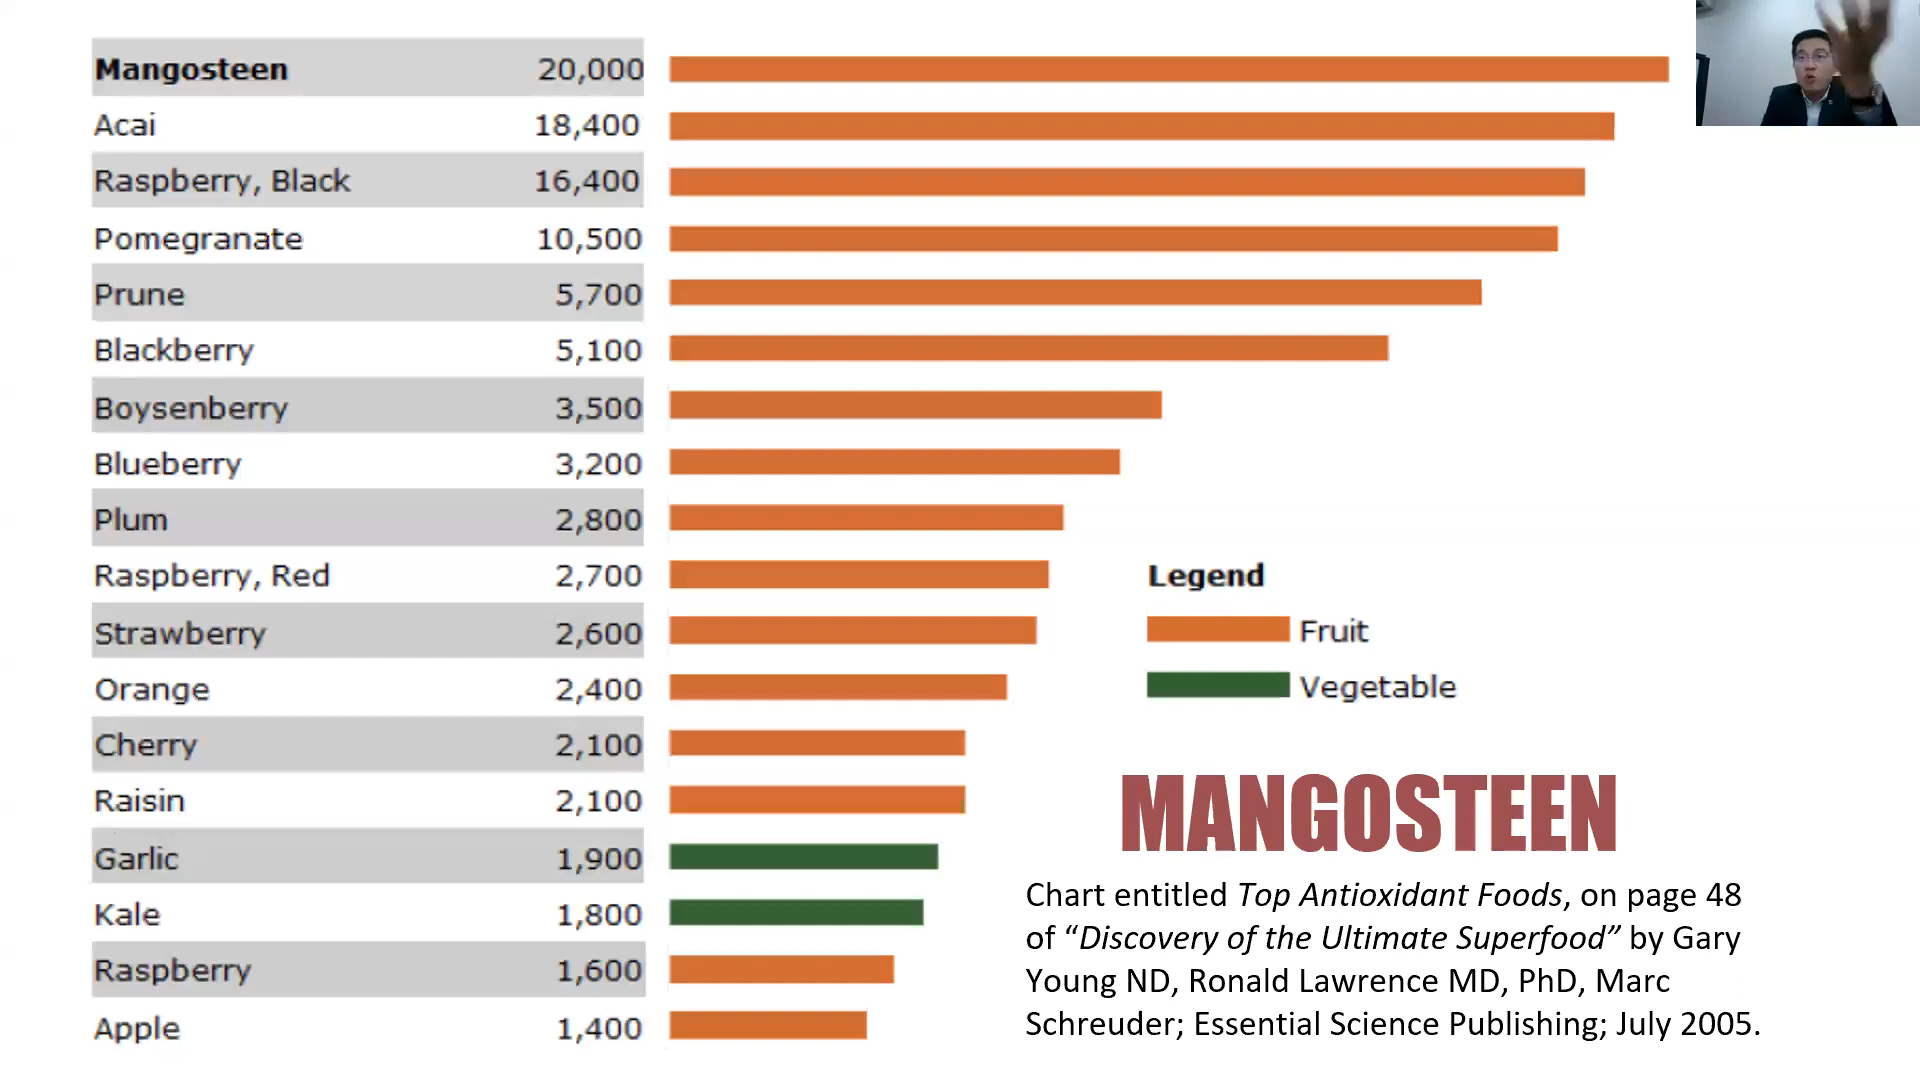 Mangosteen 20,000
Acai 18,400
Raspberry, Black 16,400
Pomegranate 10,500
Prune 5,700
Blackberry 5,100
Boysenberry 3,500
Blueberry 3,200
Plum 2,800
Raspberry, Red 2,700
Strawberry 2,600
Orange 2,400
Cherry 2,100
Raisin 2,100
Garlic 1,900
Kale 1,800
Raspberry 1,600
Apple 1,400
Legend
Fruit
Vegetable
MANGOSTEEN
Chart entitled Top Antioxidant Foods, on page 48
of “Discovery of the Ultimate Superfood” by Gary
Young ND, Ronald Lawrence MD, PhD, Marc
Schreuder; Essential Science Publishing; July 2005.